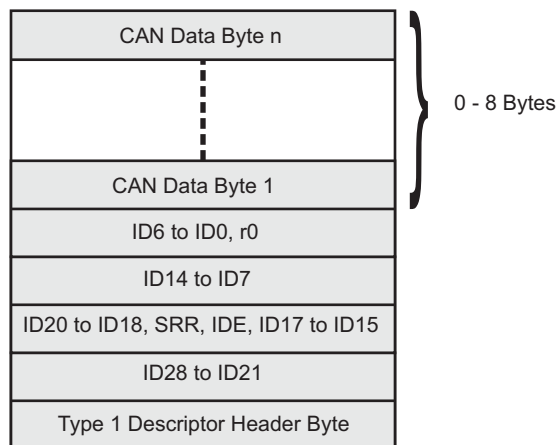 CAN Data Byte n
0 - 8 Bytes
CAN Data Byte 1
ID6 to ID0, r0
ID14 to ID7
ID20 to ID18, SRR, IDE, ID17 to ID15
ID28 to ID21
Type 1 Descriptor Header Byte